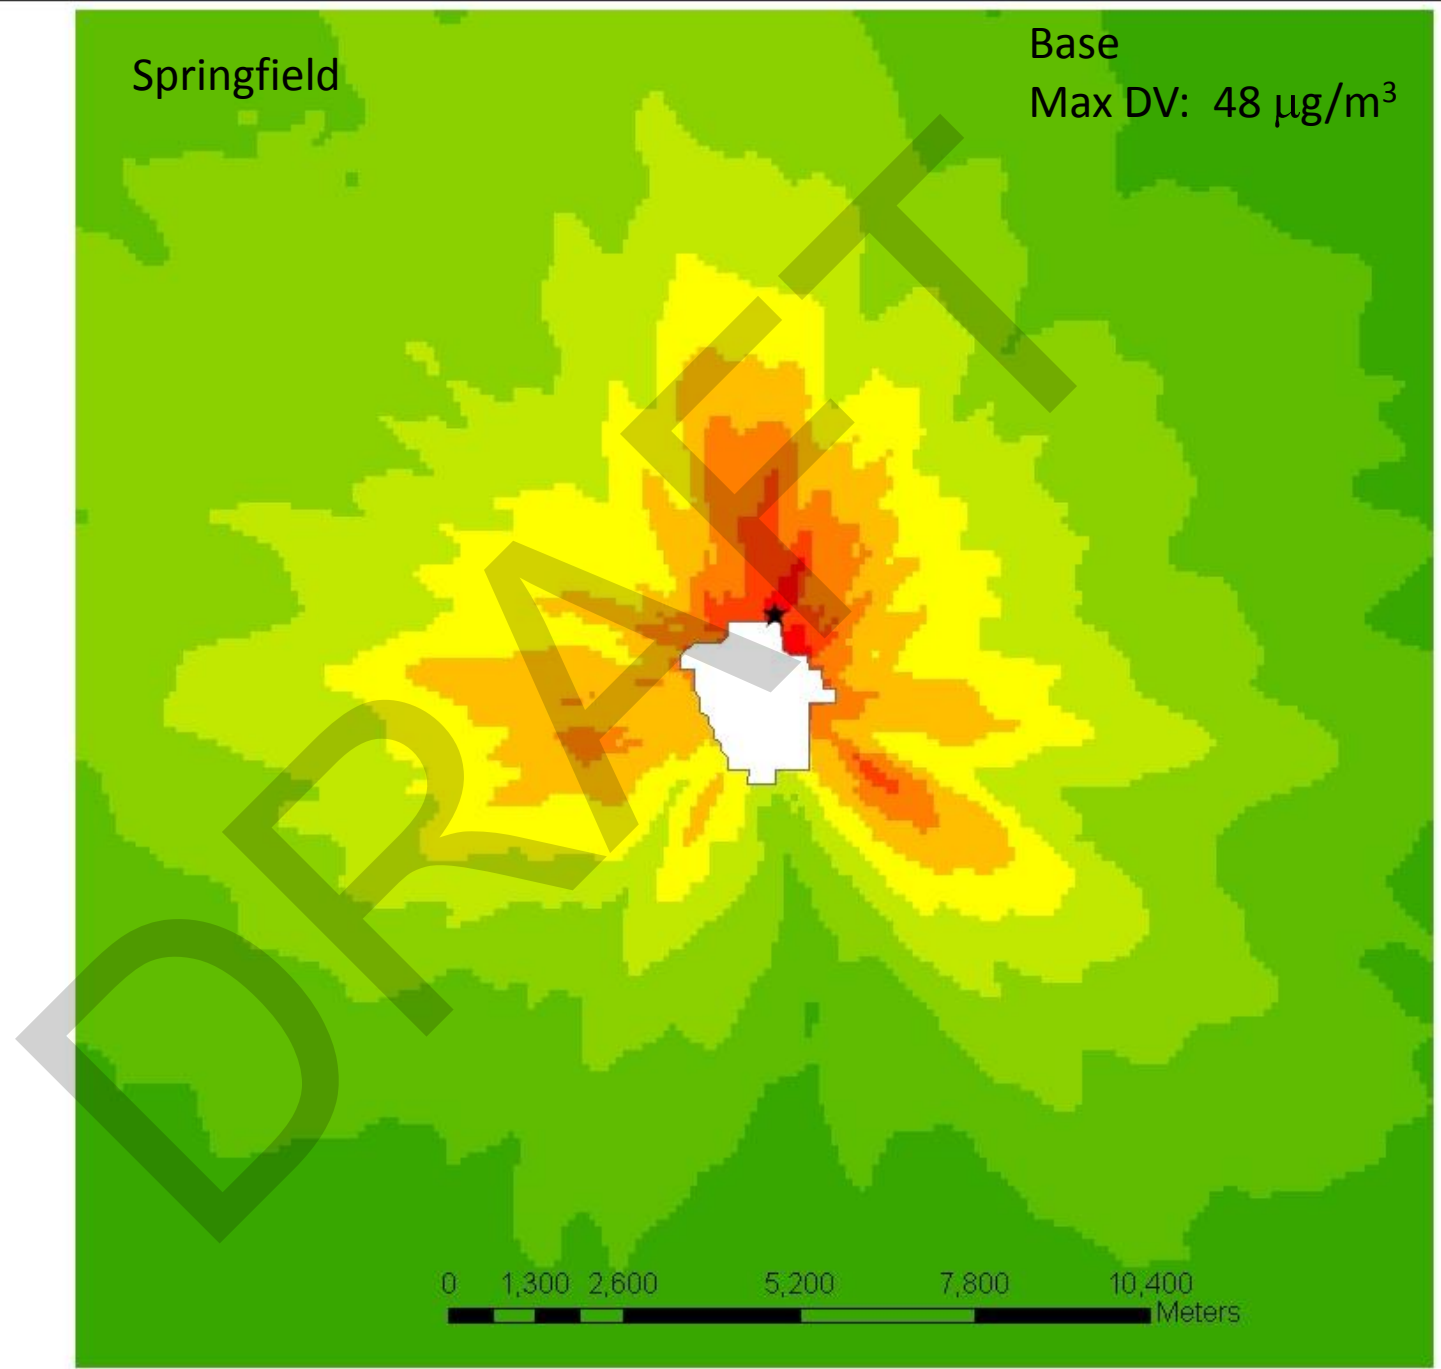 Springfield
Base
Max DV: 48 μg/m³
DRAFT
0 1,300 2,600 5,200 7,800 10,400
Meters